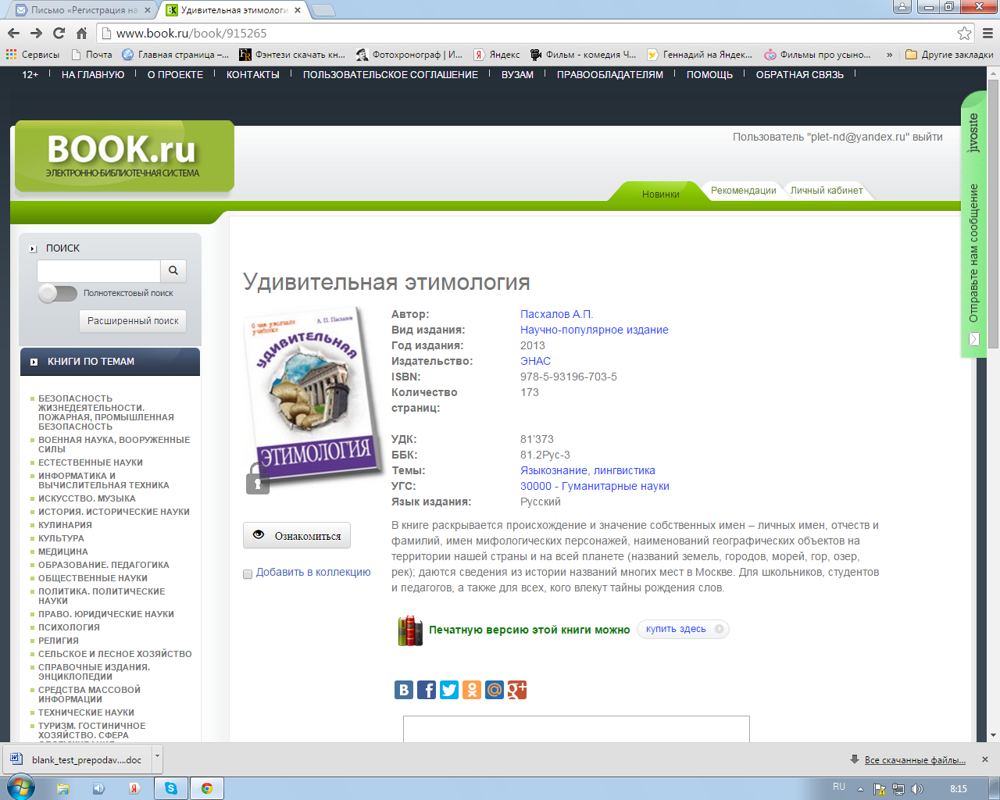 Письмо «Регистрация на
Удивительная этимологи
www.book.ru/book/915265
Сервисы Почта Главная страница –... Фэнтези скачать кн... Фотохронограф | И... Яндекс Фильм - комедия Ч... Геннадий на Яндек... Фильмы про усыно... » Другие закладки
12+ НА ГЛАВНУЮ О ПРОЕКТЕ КОНТАКТЫ ПОЛЬЗОВАТЕЛЬСКОЕ СОГЛАШЕНИЕ ВУЗАМ ПРАВООБЛАДАТЕЛЯМ ПОМОЩЬ ОБРАТНАЯ СВЯЗЬ
BOOK.ru
ЭЛЕКТРОННО-БИБЛИОТЕЧНАЯ СИСТЕМА
Пользователь "plet-nd@yandex.ru" выйти
Новинки Рекомендации Личный кабинет
jivosite
Отправьте нам сообщение
ПОИСК
Полнотекстовый поиск
Расширенный поиск
КНИГИ ПО ТЕМАМ
БЕЗОПАСНОСТЬ
ЖИЗНЕДЕЯТЕЛЬНОСТИ.
ПОЖАРНАЯ, ПРОМЫШЛЕННАЯ
БЕЗОПАСНОСТЬ
ВОЕННАЯ НАУКА, ВООРУЖЕННЫЕ
СИЛЫ
ЕСТЕСТВЕННЫЕ НАУКИ
ИНФОРМАТИКА И
ВЫЧИСЛИТЕЛЬНАЯ ТЕХНИКА
ИСКУССТВО. МУЗЫКА
ИСТОРИЯ. ИСТОРИЧЕСКИЕ НАУКИ
КУЛИНАРИЯ
КУЛЬТУРА
МЕДИЦИНА
ОБРАЗОВАНИЕ. ПЕДАГОГИКА
ОБЩЕСТВЕННЫЕ НАУКИ
ПОЛИТИКА. ПОЛИТИЧЕСКИЕ
НАУКИ
ПРАВО. ЮРИДИЧЕСКИЕ НАУКИ
ПСИХОЛОГИЯ
РЕЛИГИЯ
СЕЛЬСКОЕ И ЛЕСНОЕ ХОЗЯЙСТВО
СПРАВОЧНЫЕ ИЗДАНИЯ.
ЭНЦИКЛОПЕДИИ
СРЕДСТВА МАССОВОЙ
ИНФОРМАЦИИ
ТЕХНИЧЕСКИЕ НАУКИ
ТУРИЗМ. ГОСТИНИЧНОЕ
ХОЗЯЙСТВО. СФЕРА
Удивительная этимология
О чем умолчали
учебники
А. П. Пасхалов
УДИВИТЕЛЬНАЯ
ЭТИМОЛОГИЯ
Ознакомиться
Добавить в коллекцию
Автор: Пасхалов А.П.
Вид издания: Научно-популярное издание
Год издания: 2013
Издательство: ЭНАС
ISBN: 978-5-93196-703-5
Количество 173
страниц:
УДК: 81'373
ББК: 81.2Рус-3
Темы: Языкознание, лингвистика
УГС: 30000 - Гуманитарные науки
Язык издания: Русский
В книге раскрывается происхождение и значение собственных имен – личных имен, отчеств и
фамилий, имен мифологических персонажей, наименований географических объектов на
территории нашей страны и на всей планете (названий земель, городов, морей, гор, озер,
рек); даются сведения из истории названий многих мест в Москве. Для школьников, студентов
и педагогов, а также для всех, кого влекут тайны рождения слов.
Печатную версию этой книги можно купить здесь
blank_test_prepodav....doc
Все скачанные файлы...
RU 8:15